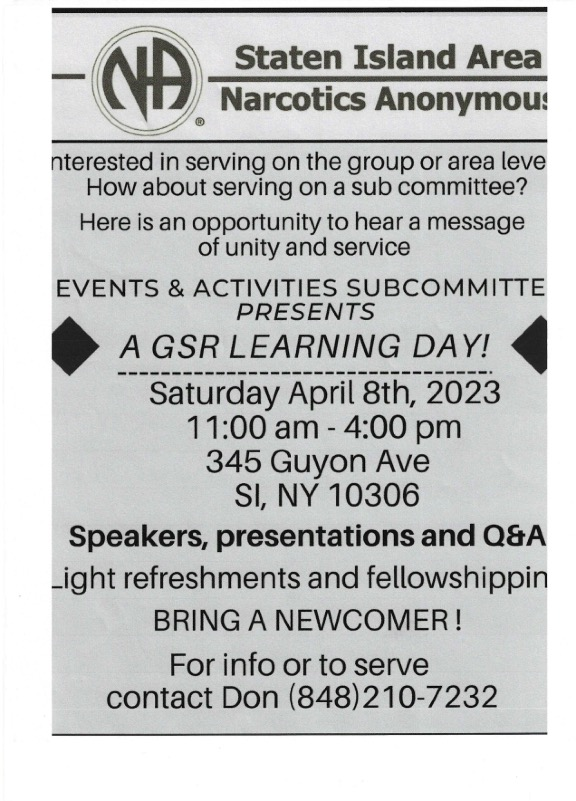 NA
®
Staten Island Area
Narcotics Anonymous
nterested in serving on the group or area leve
How about serving on a sub committee?
Here is an opportunity to hear a message
of unity and service
EVENTS & ACTIVITIES SUBCOMMITTE
PRESENTS
A GSR LEARNING DAY!
Saturday April 8th, 2023
11:00 am - 4:00 pm
345 Guyon Ave
SI, NY 10306
Speakers, presentations and Q&A
Light refreshments and fellowshippin
BRING A NEWCOMER !
For info or to serve
contact Don (848)210-7232